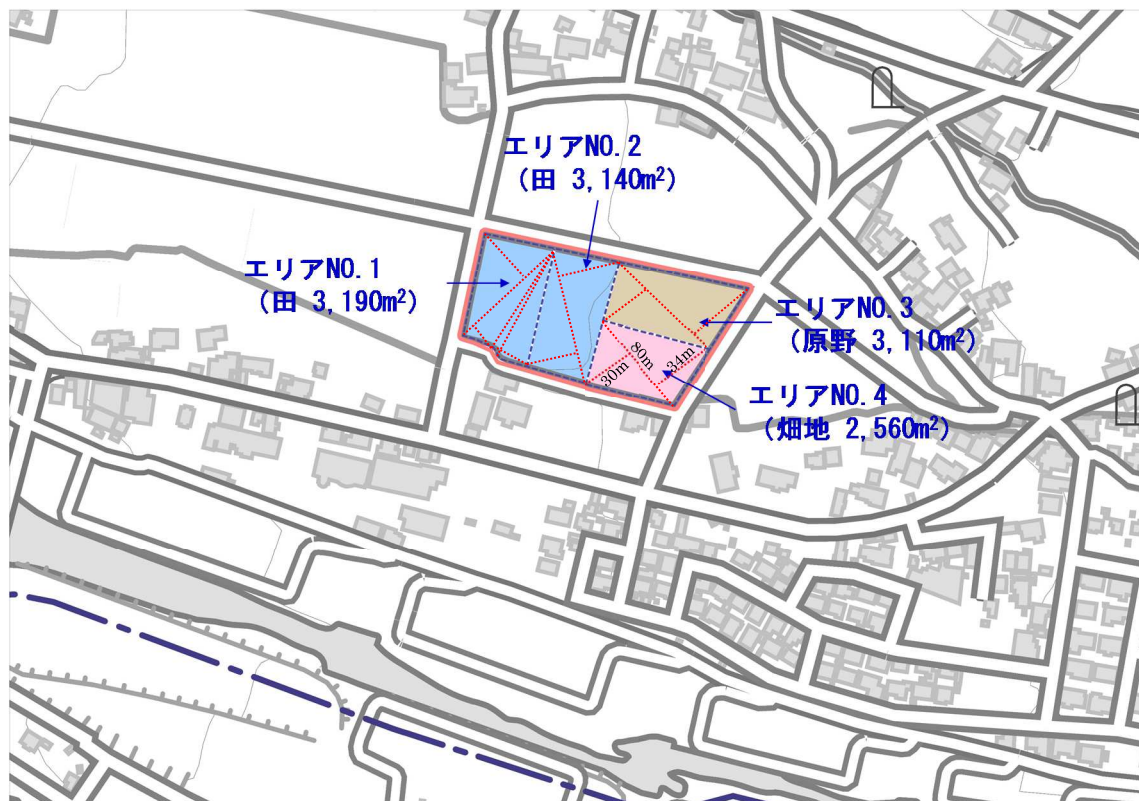 エリアNO.2
（田 3,140m²）
エリアNO.1
（田 3,190m²）
エリアNO.3
（原野 3,110m²）
80m
34m
30m
エリアNO.4
（畑地 2,560m²）